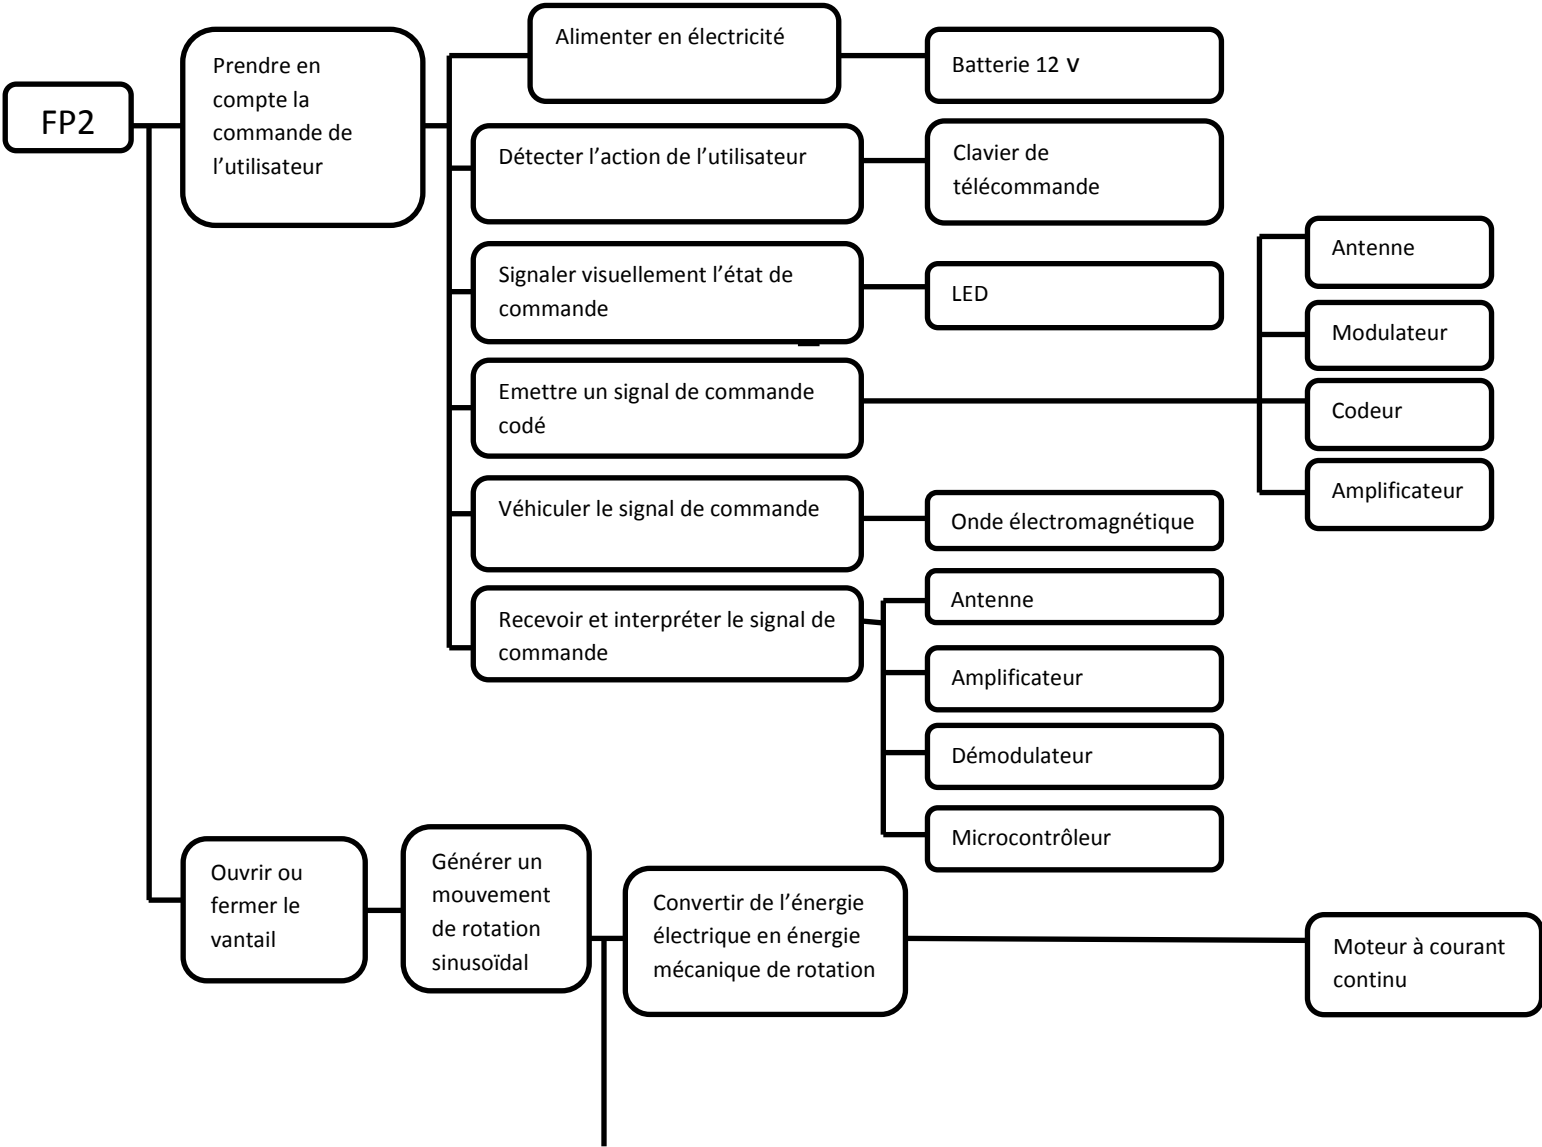 FP2
Prendre en
compte la
commande de
l’utilisateur
Alimenter en électricité
Batterie 12 V
Détecter l’action de l’utilisateur
Clavier de
télécommande
Signaler visuellement l’état de
commande
LED
Emettre un signal de commande
codé
Antenne
Modulateur
Codeur
Amplificateur
Véhiculer le signal de commande
Onde électromagnétique
Recevoir et interpréter le signal de
commande
Antenne
Amplificateur
Démodulateur
Microcontrôleur
Ouvrir ou
fermer le
vantail
Générer un
mouvement
de rotation
sinusoïdal
Convertir de l’énergie
électrique en énergie
mécanique de rotation
Moteur à courant
continu